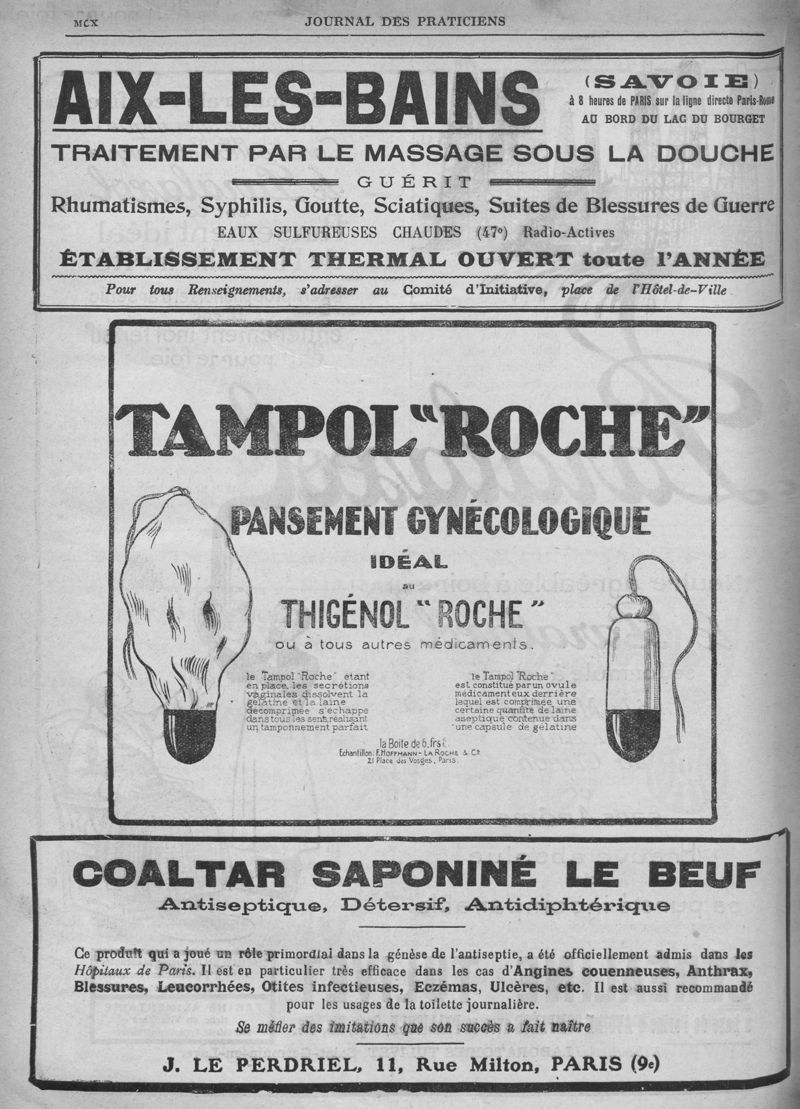 MCX
JOURNAL DES PRATICIENS
AIX-LES-BAINS
(SAVOIE)
à 8 heures de PARIS sur la ligne directe Paris-Rome
AU BORD DU LAC DU BOURGET
TRAITEMENT PAR LE MASSAGE SOUS LA DOUCHE
GUÉRIT
Rhumatismes, Syphilis, Goutte, Sciatiques, Suites de Blessures de Guerre
EAUX SULFUREUSES CHAUDES (47º) Radio-Actives
ÉTABLISSEMENT THERMAL OUVERT toute l'ANNÉE
Pour tous Renseignements, s'adresser au Comité d'Initiative, place de l'Hôtel-de-Ville
TAMPOL "ROCHE"
PANSEMENT GYNÉCOLOGIQUE
IDÉAL
au
THIGÉNOL "ROCHE"
ou à tous autres médicaments.
le Tampol "Roche" etant
en place, les secrétions
vaginales dissolvent la
gelatine et la laine
décomprimée s'échappe
dans tous les sens, réalisant
un tamponnement parfait
le Tampol "Roche"
est constitué par un ovule
médicamenteux derrière
lequel est comprimée une
certaine quantité de laine
aseptique contenue dans
une capsule de gélatine
la Boite de 6, frs
Echantillon: F. HOFFMANN-LA ROCHE & Cº
21 Place des Vosges, Paris.
COALTAR SAPONINÉ LE BEUF
Antiseptique, Détersif, Antidiphtérique
Ce produit qui a joué un rôle primordial dans la génèse de l'antiseptie, a été officiellement admis dans les
Hôpitaux de Paris. Il est en particulier très efficace dans les cas d'Angines couenneuses, Anthrax,
Blessures, Leucorrhées, Otites infectieuses, Eczémas, Ulcères, etc. Il est aussi recommandé
pour les usages de la toilette journalière.
Se méfier des imitations que son succès a fait naître
J. LE PERDRIEL, 11, Rue Milton, PARIS (9e)